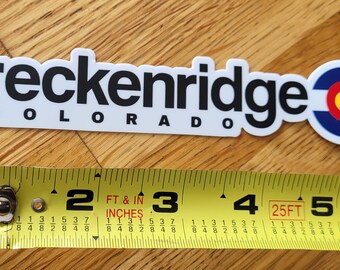 reckenridge
OLORADO
2 FT & IN INCHES 3 4 25FT 5